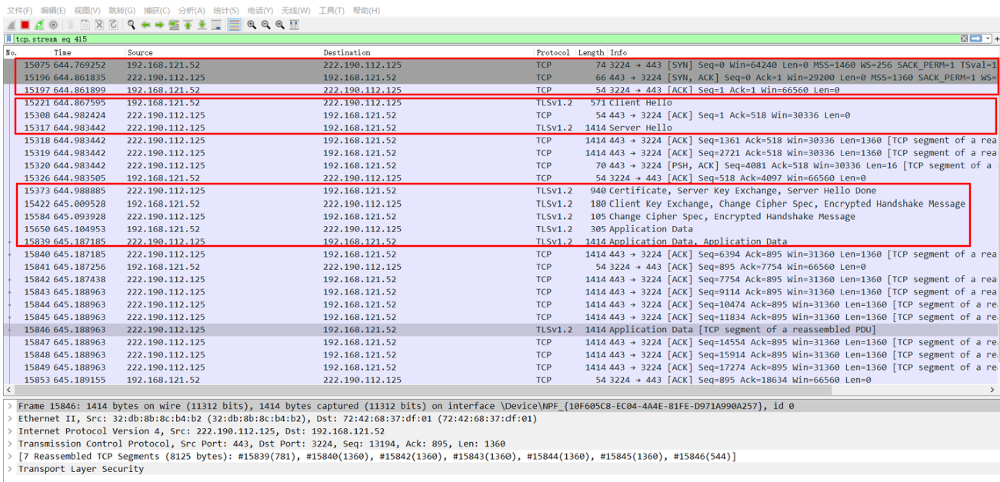 文件(F) 编辑(E) 视图(V) 跳转(G) 捕获(C) 分析(A) 统计(S) 电话(Y) 无线(W) 工具(T) 帮助(H)
tcp.stream eq 415
No. Time Source Destination Protocol Length Info
15075 644.769252 192.168.121.52 222.190.112.125 TCP 74 3224 → 443 [SYN] Seq=0 Win=64240 Len=0 MSS=1460 WS=256 SACK_PERM=1 TSval=1
15196 644.861835 222.190.112.125 192.168.121.52 TCP 66 443 → 3224 [SYN, ACK] Seq=0 Ack=1 Win=29200 Len=0 MSS=1360 SACK_PERM=1 WS=
15197 644.861899 192.168.121.52 222.190.112.125 TCP 54 3224 → 443 [ACK] Seq=1 Ack=1 Win=66560 Len=0
15221 644.867595 192.168.121.52 222.190.112.125 TLSv1.2 571 Client Hello
15308 644.982424 222.190.112.125 192.168.121.52 TCP 54 443 → 3224 [ACK] Seq=1 Ack=518 Win=30336 Len=0
15317 644.983442 222.190.112.125 192.168.121.52 TLSv1.2 1414 Server Hello
15318 644.983442 222.190.112.125 192.168.121.52 TCP 1414 443 → 3224 [ACK] Seq=1361 Ack=518 Win=30336 Len=1360 [TCP segment of a rea
15319 644.983442 222.190.112.125 192.168.121.52 TCP 1414 443 → 3224 [ACK] Seq=2721 Ack=518 Win=30336 Len=1360 [TCP segment of a rea
15320 644.983442 222.190.112.125 192.168.121.52 TCP 70 443 → 3224 [PSH, ACK] Seq=4081 Ack=518 Win=30336 Len=16 [TCP segment of a
15326 644.983505 192.168.121.52 222.190.112.125 TCP 54 3224 → 443 [ACK] Seq=518 Ack=4097 Win=66560 Len=0
15373 644.988885 222.190.112.125 192.168.121.52 TLSv1.2 940 Certificate, Server Key Exchange, Server Hello Done
15422 645.009528 192.168.121.52 222.190.112.125 TLSv1.2 180 Client Key Exchange, Change Cipher Spec, Encrypted Handshake Message
15584 645.093928 222.190.112.125 192.168.121.52 TLSv1.2 105 Change Cipher Spec, Encrypted Handshake Message
15650 645.104953 192.168.121.52 222.190.112.125 TLSv1.2 305 Application Data
15839 645.187185 222.190.112.125 192.168.121.52 TLSv1.2 1414 Application Data, Application Data
15840 645.187185 222.190.112.125 192.168.121.52 TCP 1414 443 → 3224 [ACK] Seq=6394 Ack=895 Win=31360 Len=1360 [TCP segment of a rea
15841 645.187256 192.168.121.52 222.190.112.125 TCP 54 3224 → 443 [ACK] Seq=895 Ack=7754 Win=66560 Len=0
15842 645.187438 222.190.112.125 192.168.121.52 TCP 1414 443 → 3224 [ACK] Seq=7754 Ack=895 Win=31360 Len=1360 [TCP segment of a rea
15843 645.188963 222.190.112.125 192.168.121.52 TCP 1414 443 → 3224 [ACK] Seq=9114 Ack=895 Win=31360 Len=1360 [TCP segment of a rea
15844 645.188963 222.190.112.125 192.168.121.52 TCP 1414 443 → 3224 [ACK] Seq=10474 Ack=895 Win=31360 Len=1360 [TCP segment of a re
15845 645.188963 222.190.112.125 192.168.121.52 TCP 1414 443 → 3224 [ACK] Seq=11834 Ack=895 Win=31360 Len=1360 [TCP segment of a re
15846 645.188963 222.190.112.125 192.168.121.52 TLSv1.2 1414 Application Data [TCP segment of a reassembled PDU]
15847 645.188963 222.190.112.125 192.168.121.52 TCP 1414 443 → 3224 [ACK] Seq=14554 Ack=895 Win=31360 Len=1360 [TCP segment of a re
15848 645.188963 222.190.112.125 192.168.121.52 TCP 1414 443 → 3224 [ACK] Seq=15914 Ack=895 Win=31360 Len=1360 [TCP segment of a re
15849 645.188963 222.190.112.125 192.168.121.52 TCP 1414 443 → 3224 [ACK] Seq=17274 Ack=895 Win=31360 Len=1360 [TCP segment of a re
15853 645.189155 192.168.121.52 222.190.112.125 TCP 54 3224 → 443 [ACK] Seq=895 Ack=18634 Win=66560 Len=0
Frame 15846: 1414 bytes on wire (11312 bits), 1414 bytes captured (11312 bits) on interface \Device\NPF_{10F605C8-EC04-4A4E-81FE-D971A990A257}, id 0
Ethernet II, Src: 32:db:8b:8c:b4:b2 (32:db:8b:8c:b4:b2), Dst: 72:42:68:37:df:01 (72:42:68:37:df:01)
Internet Protocol Version 4, Src: 222.190.112.125, Dst: 192.168.121.52
Transmission Control Protocol, Src Port: 443, Dst Port: 3224, Seq: 13194, Ack: 895, Len: 1360
[7 Reassembled TCP Segments (8125 bytes): #15839(781), #15840(1360), #15842(1360), #15843(1360), #15844(1360), #15845(1360), #15846(544)]
Transport Layer Security